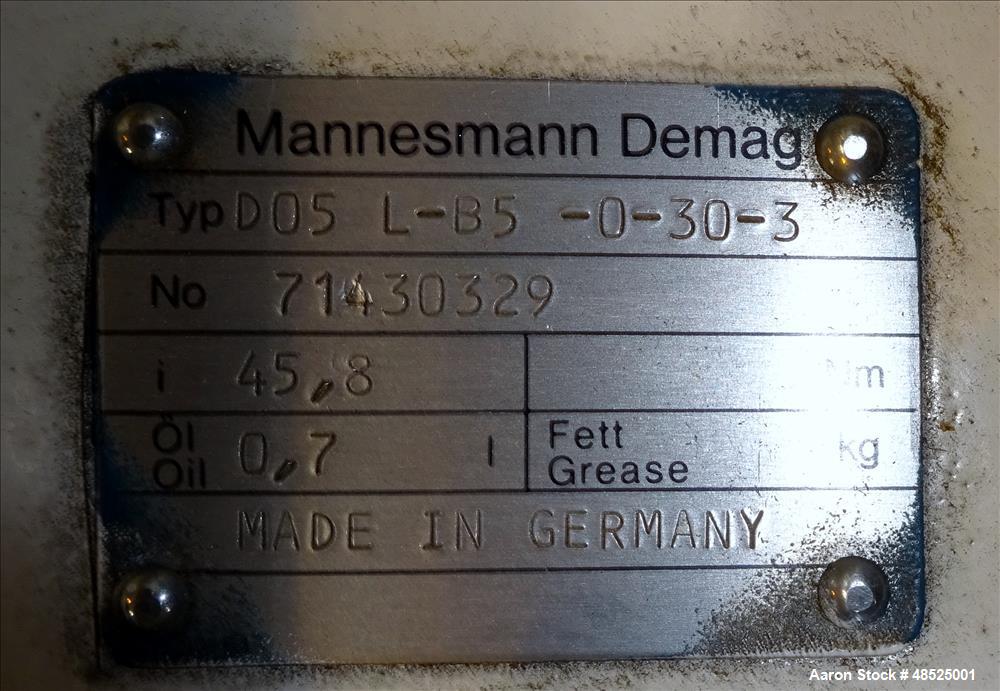 Mannesmann Demag
Typ D05 L-B5 -0-30-3
No 71430329
i 45,8 Nm
Öl Oil 0,7 l Fett Grease kg
MADE IN GERMANY
Aaron Stock # 48525001